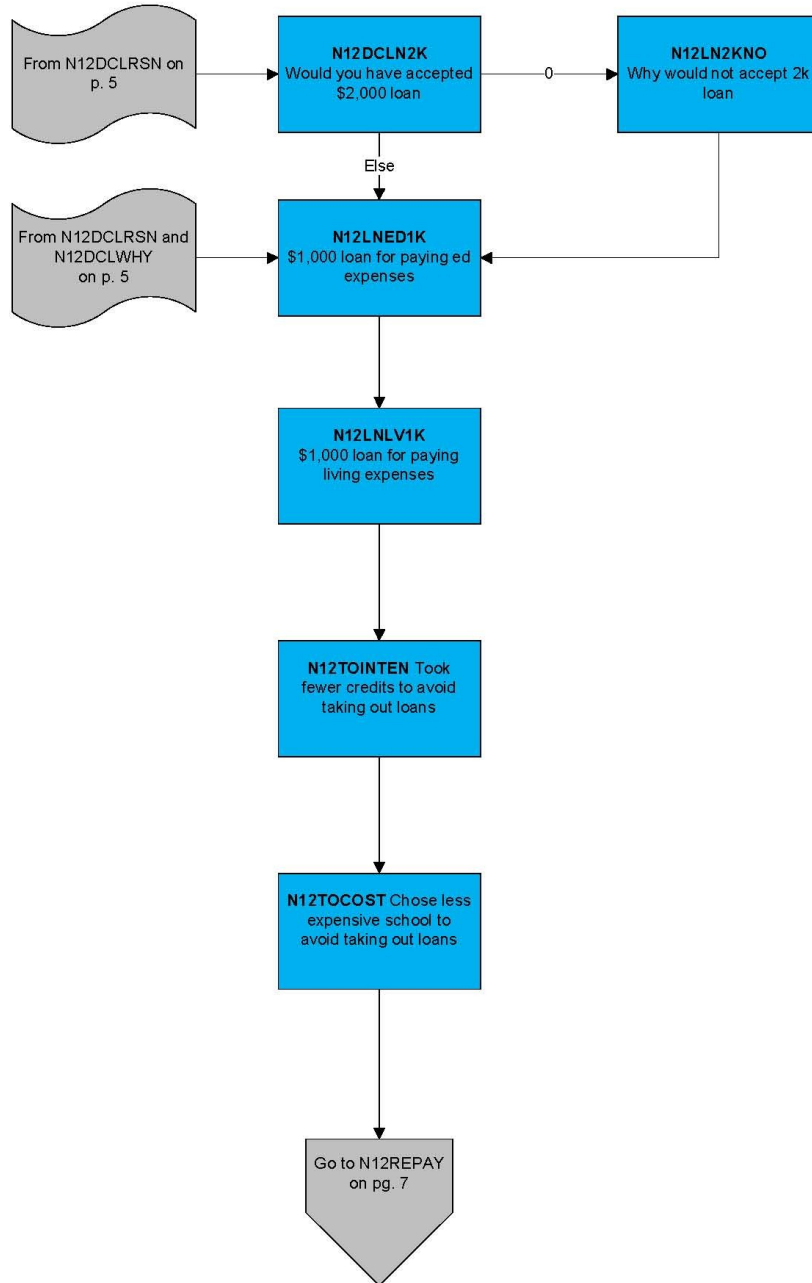 From N12DCLRSN on
p. 5
N12DCLN2K
Would you have accepted
$2,000 loan
0
N12LN2KNO
Why would not accept 2k
loan
Else
From N12DCLRSN and
N12DCLWHY
on p. 5
N12LNED1K
$1,000 loan for paying ed
expenses
N12LNLV1K
$1,000 loan for paying
living expenses
N12TOINTEN Took
fewer credits to avoid
taking out loans
N12TOCOST Chose less
expensive school to
avoid taking out loans
Go to N12REPAY
on pg. 7